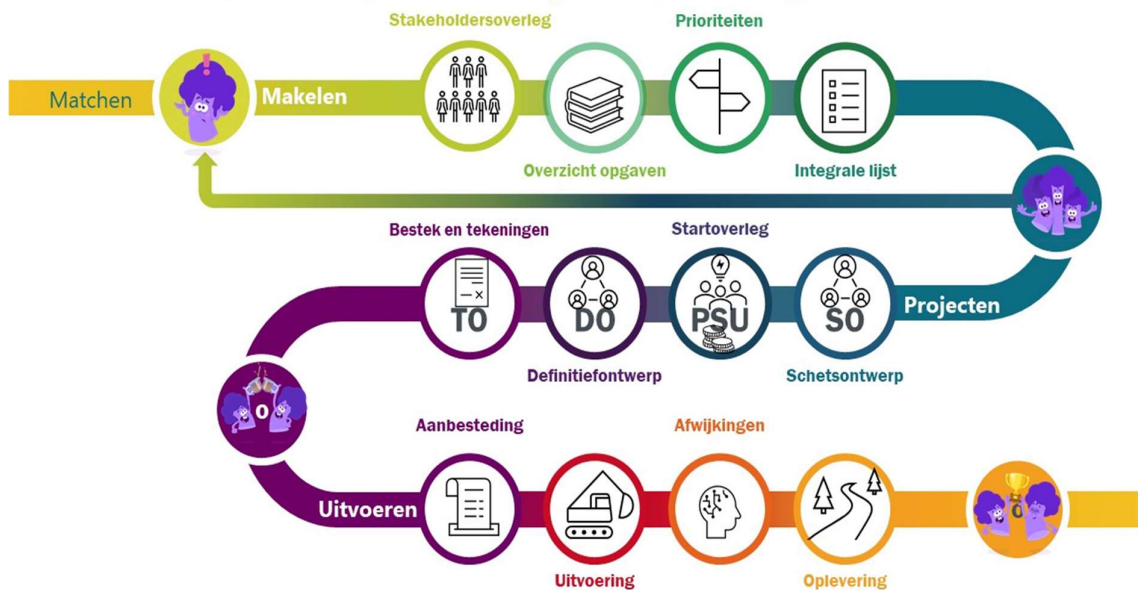 Stakeholdersoverleg
Prioriteiten
Matchen
Makelen
Overzicht opgaven
Integrale lijst
Bestek en tekeningen
Startoverleg
TO
DO
PSU
SO
Projecten
Definitiefontwerp
Schetsontwerp
O
Aanbesteding
Afwijkingen
Uitvoeren
O
Uitvoering
Oplevering